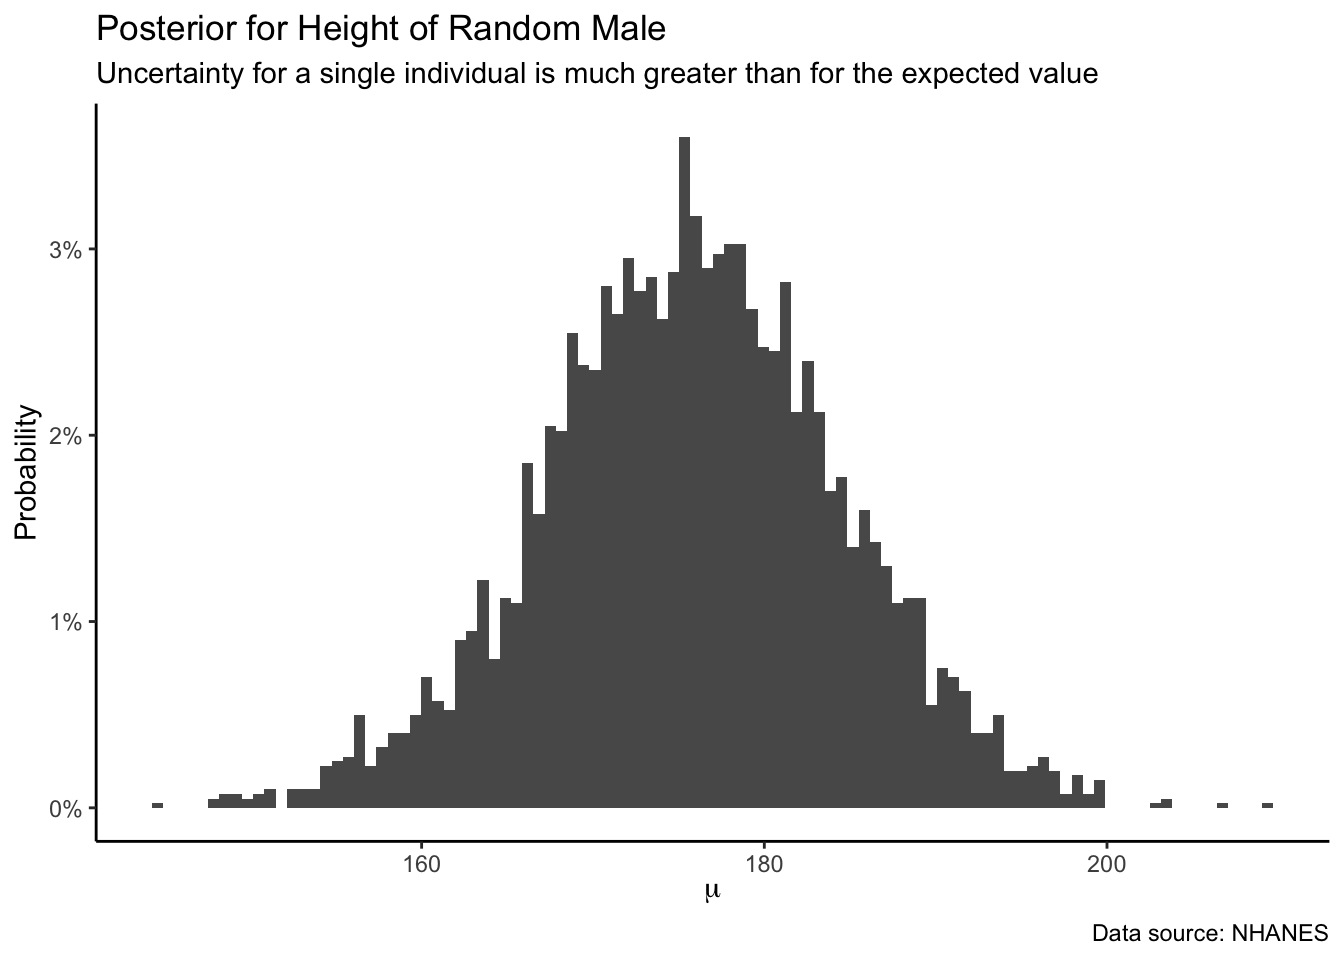 Posterior for Height of Random Male
Uncertainty for a single individual is much greater than for the expected value
3%
2%
1%
0%
Probability
160 180 200
μ
Data source: NHANES